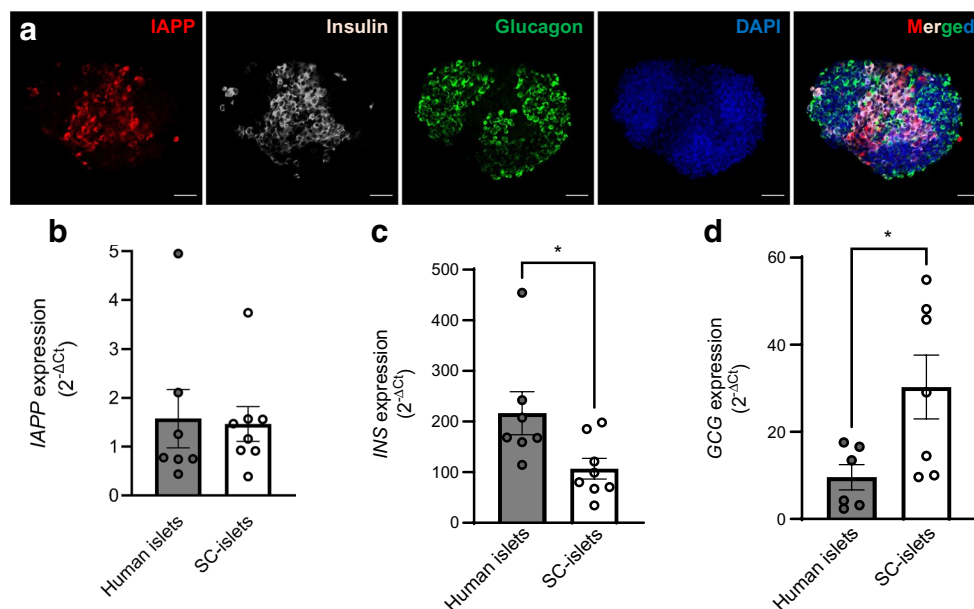 a
IAPP
Insulin
Glucagon
DAPI
Merged
b
IAPP expression
(2^-ΔCt)
5
4
3
2
1
0
Human islets
SC-islets
c
*
INS expression
(2^-ΔCt)
500
400
300
200
100
0
Human islets
SC-islets
d
*
GCG expression
(2^-ΔCt)
60
40
20
0
Human islets
SC-islets